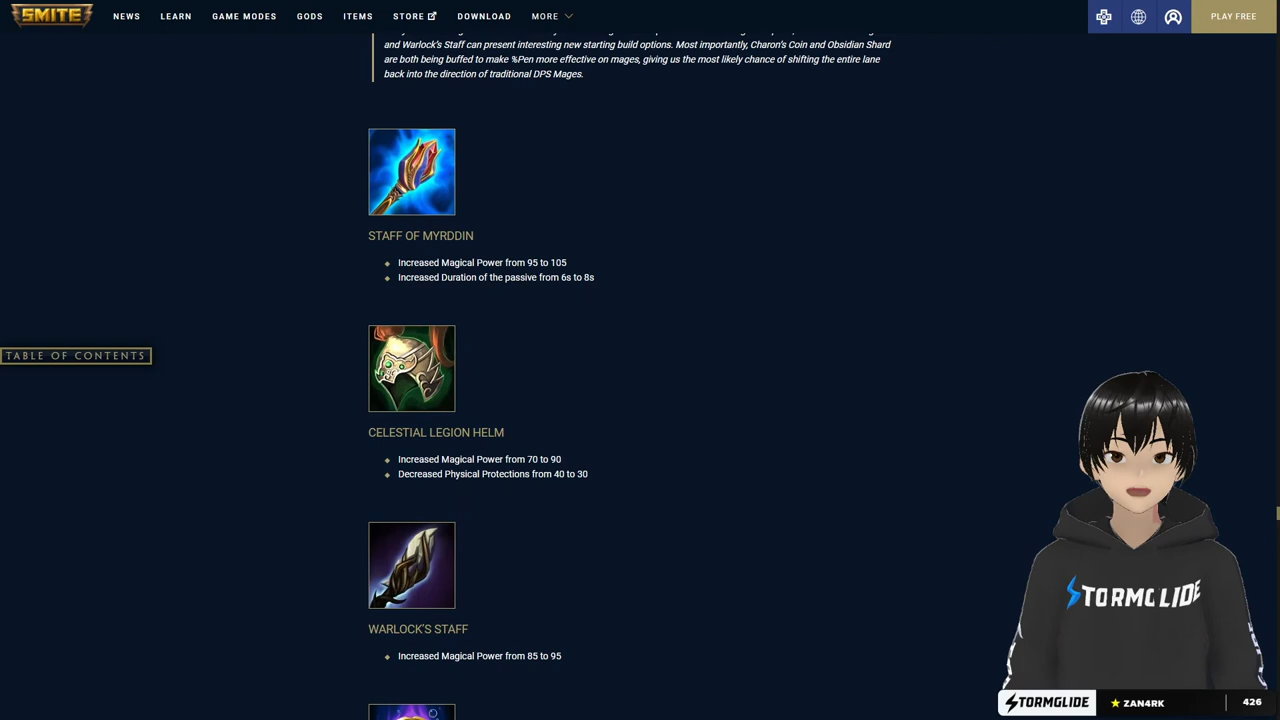 SMITE
NEWS LEARN GAME MODES GODS ITEMS STORE DOWNLOAD MORE PLAY FREE
and Warlock's Staff can present interesting new starting build options. Most importantly, Charon's Coin and Obsidian Shard
are both being buffed to make %Pen more effective on mages, giving us the most likely chance of shifting the entire lane
back into the direction of traditional DPS Mages.
STAFF OF MYRDDIN
Increased Magical Power from 95 to 105
Increased Duration of the passive from 6s to 8s
TABLE OF CONTENTS
CELESTIAL LEGION HELM
Increased Magical Power from 70 to 90
Decreased Physical Protections from 40 to 30
STORMGLIDE
WARLOCK'S STAFF
Increased Magical Power from 85 to 95
STORMGLIDE ZAN4RK 426